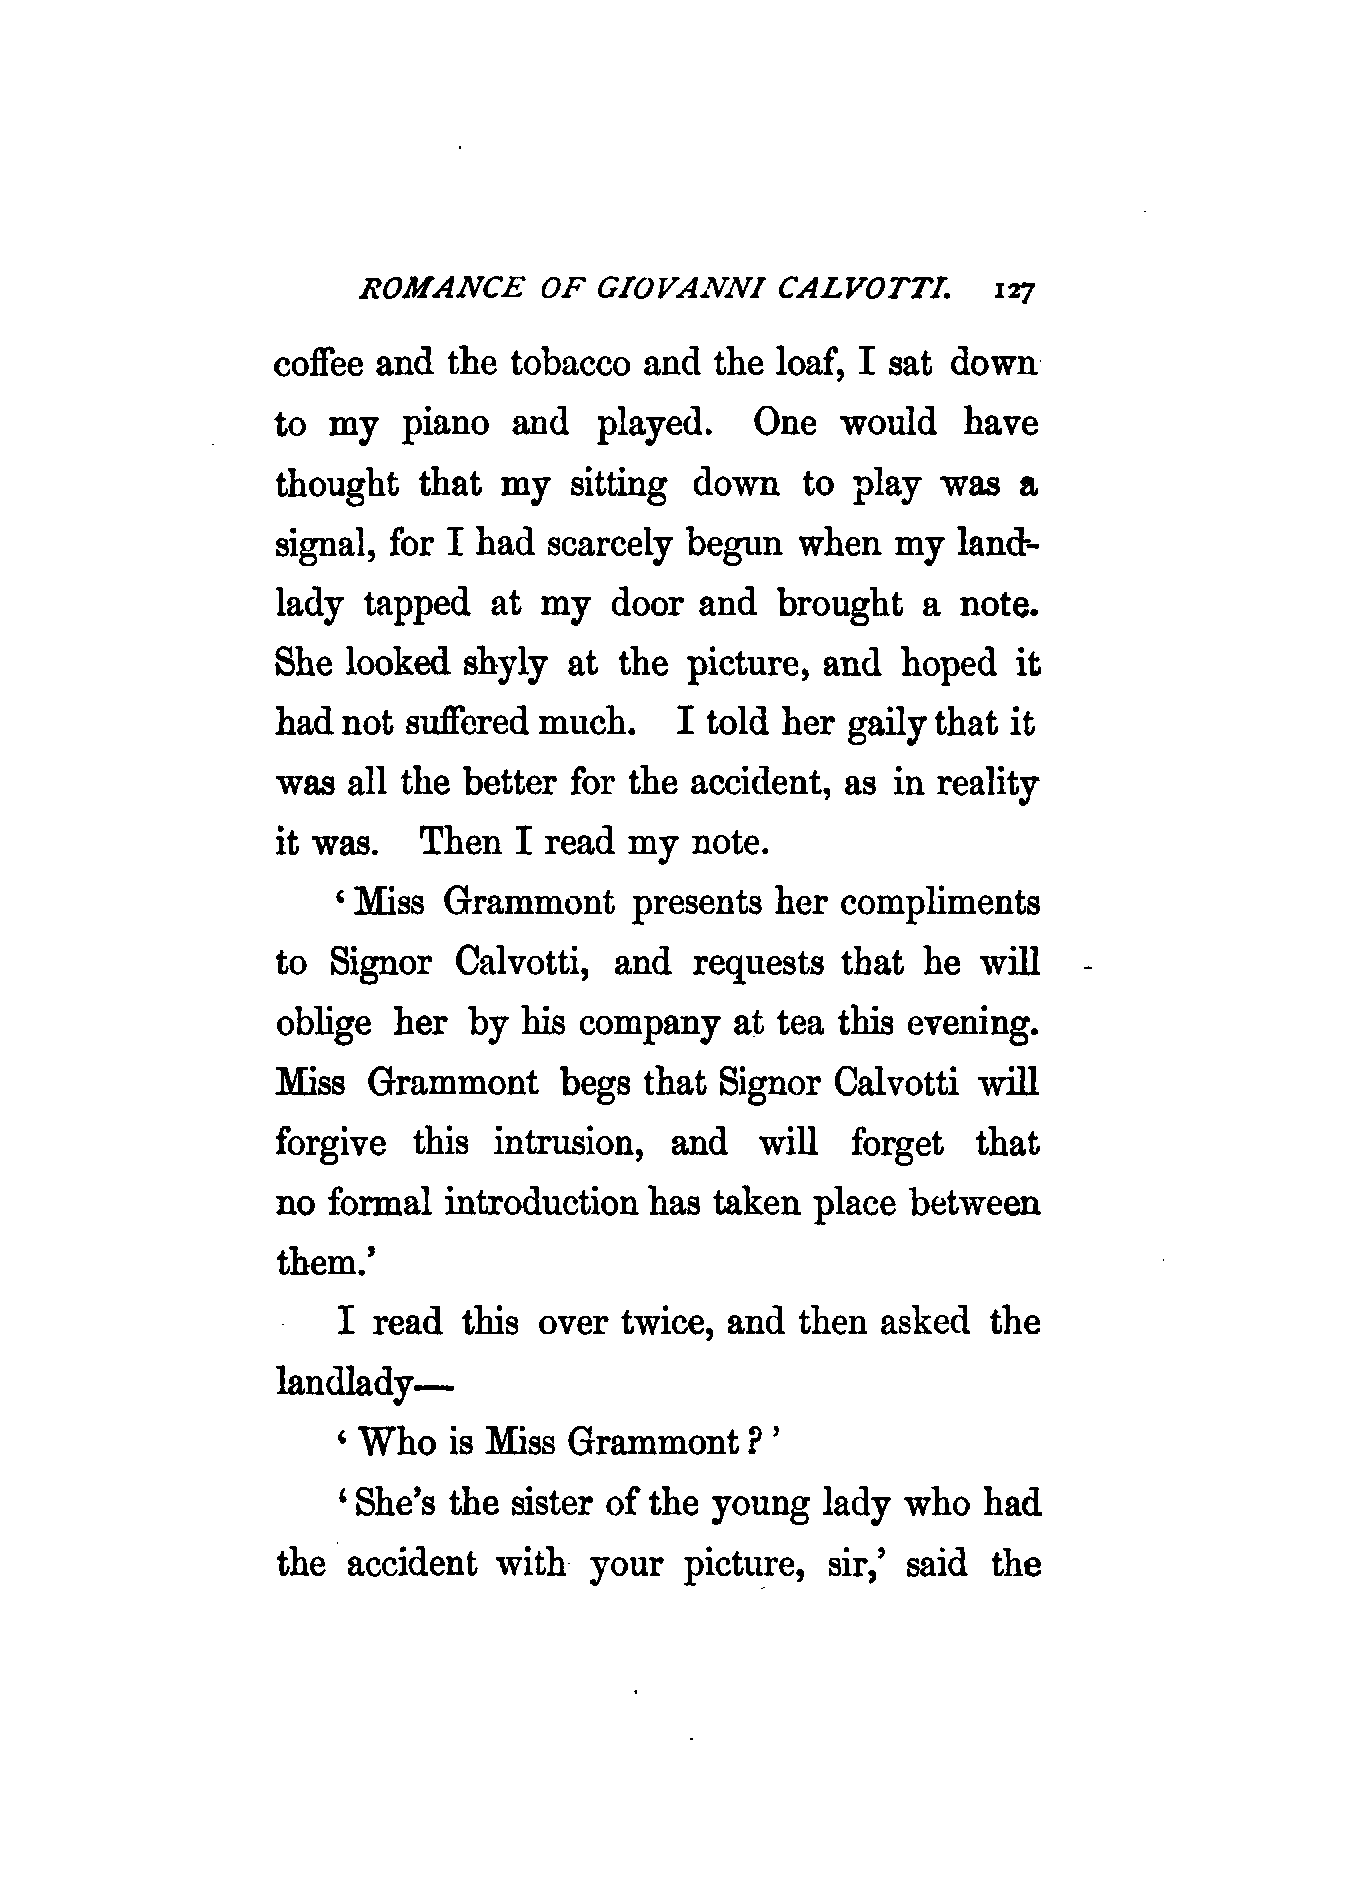 ROMANCE OF GIOVANNI CALVOTTI. 127
coffee and the tobacco and the loaf, I sat down
to my piano and played. One would have
thought that my sitting down to play was a
signal, for I had scarcely begun when my land-
lady tapped at my door and brought a note.
She looked shyly at the picture, and hoped it
had not suffered much. I told her gaily that it
was all the better for the accident, as in reality
it was. Then I read my note.
‘Miss Grammont presents her compliments
to Signor Calvotti, and requests that he will
oblige her by his company at tea this evening.
Miss Grammont begs that Signor Calvotti will
forgive this intrusion, and will forget that
no formal introduction has taken place between
them.’
I read this over twice, and then asked the
landlady—
‘Who is Miss Grammont?’
‘She’s the sister of the young lady who had
the accident with your picture, sir,’ said the